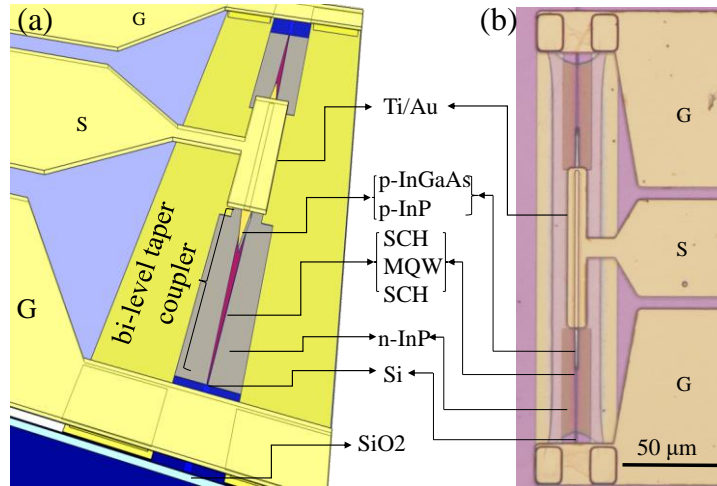 (a)
(b)
G
S
G
bi-level taper
coupler
Ti/Au
p-InGaAs
p-InP
SCH
MQW
SCH
n-InP
Si
SiO2
G
S
G
50 μm